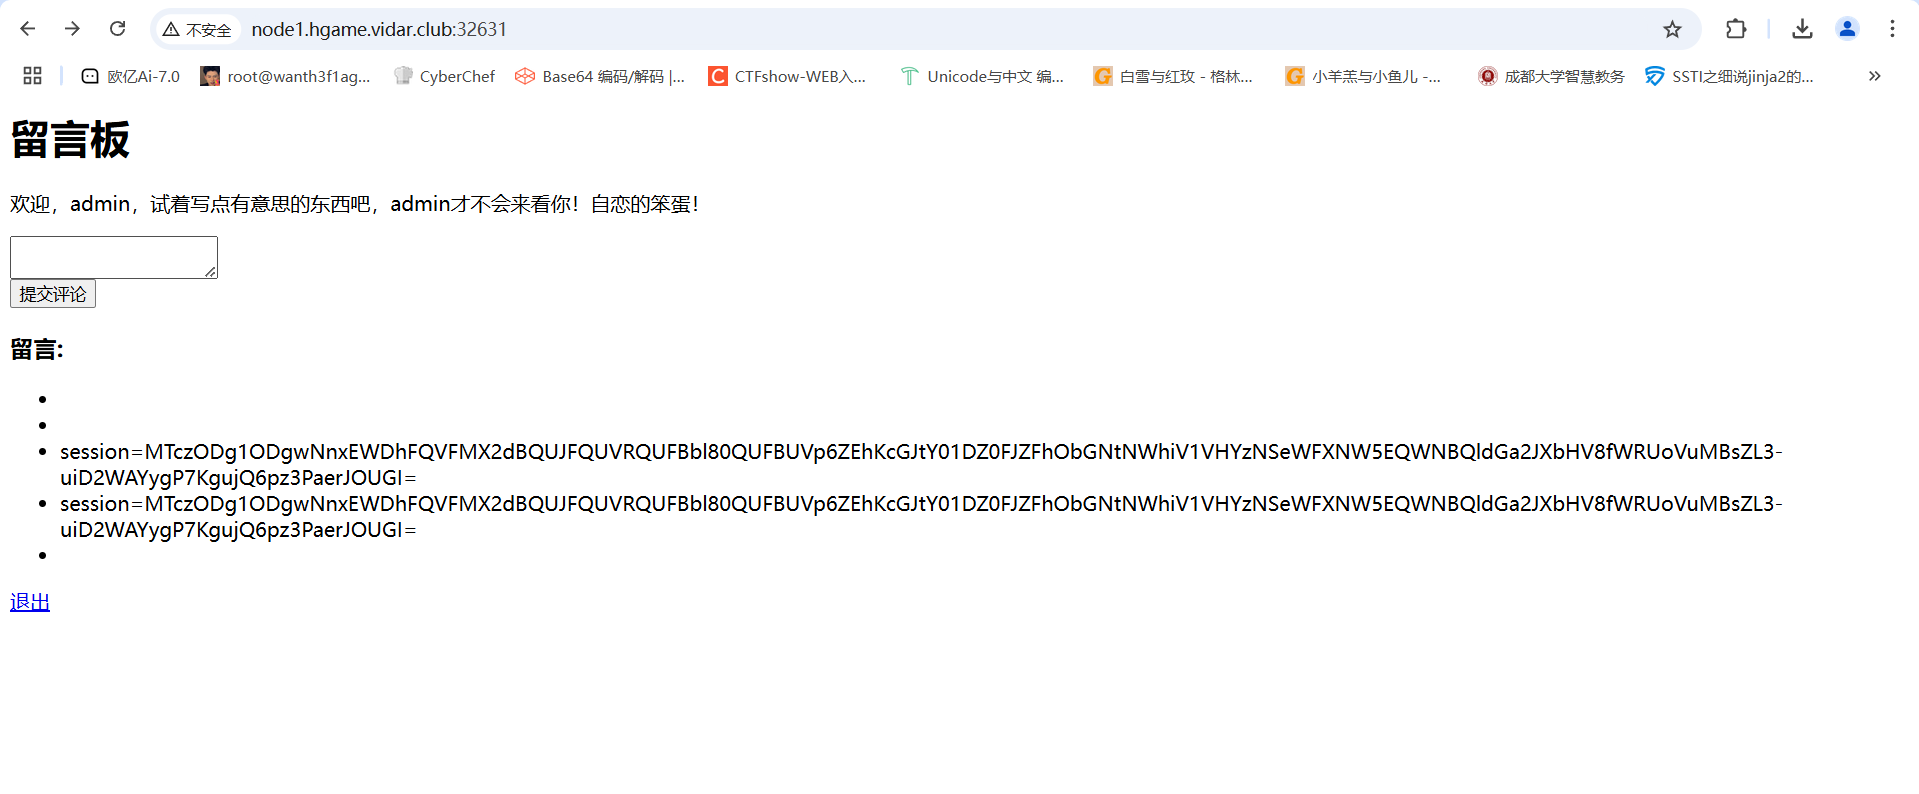 不安全 node1.hgame.vidar.club:32631
欧亿Ai-7.0 root@wanth3f1ag... CyberChef Base64 编码/解码 |... CTFshow-WEB入... Unicode与中文 编... 白雪与红玫 - 格林... 小羊羔与小鱼儿 -... 成都大学智慧教务 SSTI之细说jinja2的... »
留言板
欢迎，admin，试着写点有意思的东西吧，admin才不会来看你！自恋的笨蛋！
提交评论
留言:
session=MTczODg1ODgwNnxEWDhFQVFMX2dBQUJFQUVRQUFBbl80QUFBUVp6ZEhKcGJtY01DZ0FJZFhObGNtNWhiV1VHYzNSeWFXNW5EQWNBQldGa2JXbHV8fWRUoVuMBsZL3-
uiD2WAYygP7KgujQ6pz3PaerJOUGI=
session=MTczODg1ODgwNnxEWDhFQVFMX2dBQUJFQUVRQUFBbl80QUFBUVp6ZEhKcGJtY01DZ0FJZFhObGNtNWhiV1VHYzNSeWFXNW5EQWNBQldGa2JXbHV8fWRUoVuMBsZL3-
uiD2WAYygP7KgujQ6pz3PaerJOUGI=
退出